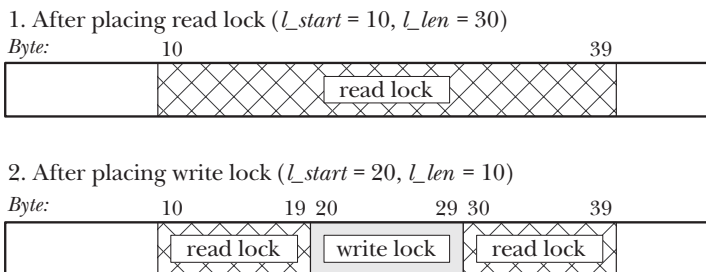 1. After placing read lock (l_start = 10, l_len = 30)
Byte: 10 39
read lock
2. After placing write lock (l_start = 20, l_len = 10)
Byte: 10 19 20 29 30 39
read lock write lock read lock